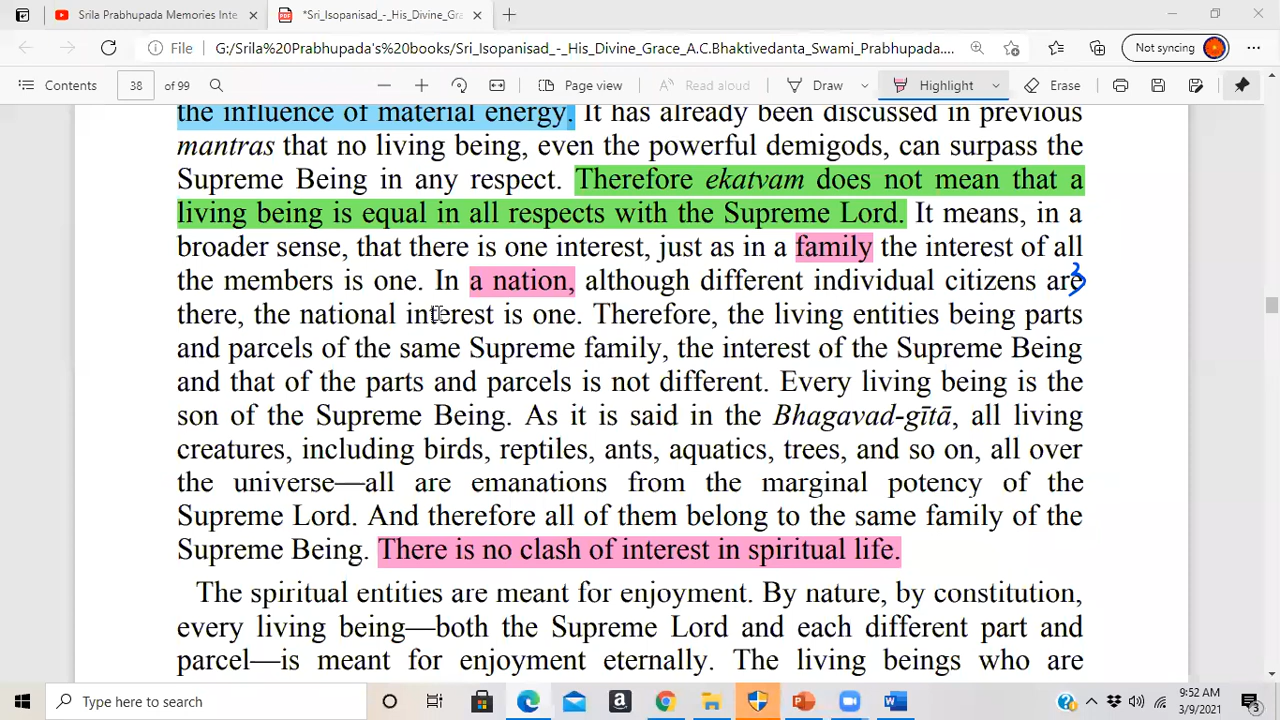 Srila Prabhupada Memories Inte
*Sri_Isopanisad_-_His_Divine_Gra
Not syncing
File
G:/Srila%20Prabhupada's%20books/Sri_Isopanisad_-_His_Divine_Grace_A.C.Bhaktivedanta_Swami_Prabhupada....
Contents 38 of 99 Page view Read aloud Draw Highlight Erase
the influence of material energy. It has already been discussed in previous
mantras that no living being, even the powerful demigods, can surpass the
Supreme Being in any respect. Therefore ekatvam does not mean that a
living being is equal in all respects with the Supreme Lord. It means, in a
broader sense, that there is one interest, just as in a family the interest of all
the members is one. In a nation, although different individual citizens are
3
there, the national interest is one. Therefore, the living entities being parts
and parcels of the same Supreme family, the interest of the Supreme Being
and that of the parts and parcels is not different. Every living being is the
son of the Supreme Being. As it is said in the Bhagavad-gītā, all living
creatures, including birds, reptiles, ants, aquatics, trees, and so on, all over
the universe—all are emanations from the marginal potency of the
Supreme Lord. And therefore all of them belong to the same family of the
Supreme Being. There is no clash of interest in spiritual life.
The spiritual entities are meant for enjoyment. By nature, by constitution,
every living being—both the Supreme Lord and each different part and
parcel—is meant for enjoyment eternally. The living beings who are
Type here to search
9:52 AM
3/9/2021
3